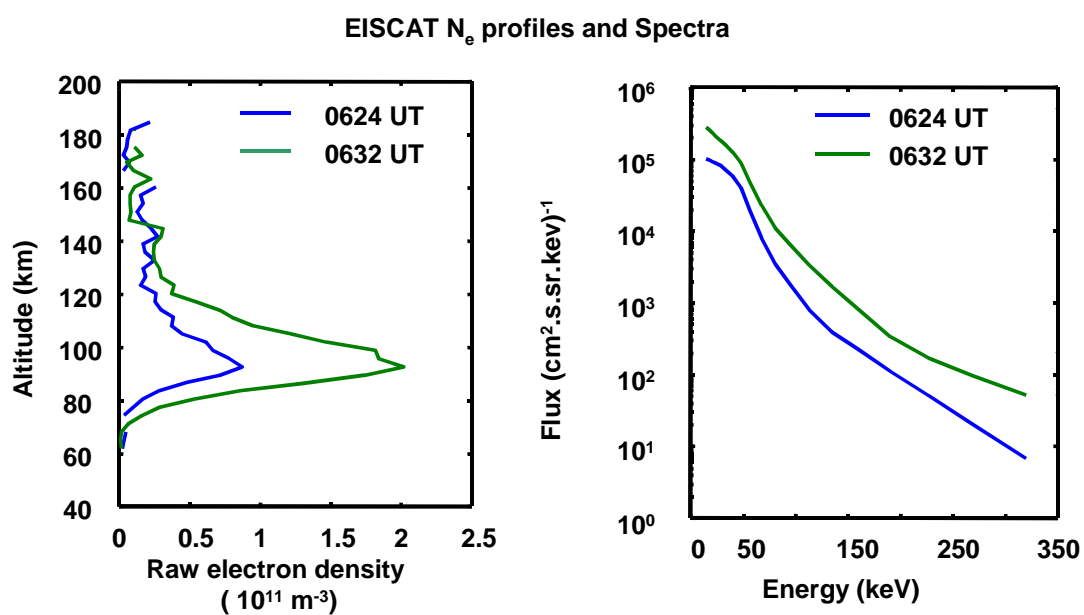 EISCAT Nₑ profiles and Spectra
200
180
160
140
120
100
80
60
40
Altitude (km)
0624 UT
0632 UT
0 0.5 1 1.5 2 2.5
Raw electron density
( 10¹¹ m⁻³)
10⁶
10⁵
10⁴
10³
10²
10¹
10⁰
Flux (cm².s.sr.kev)⁻¹
0624 UT
0632 UT
0 50 150 250 350
Energy (keV)